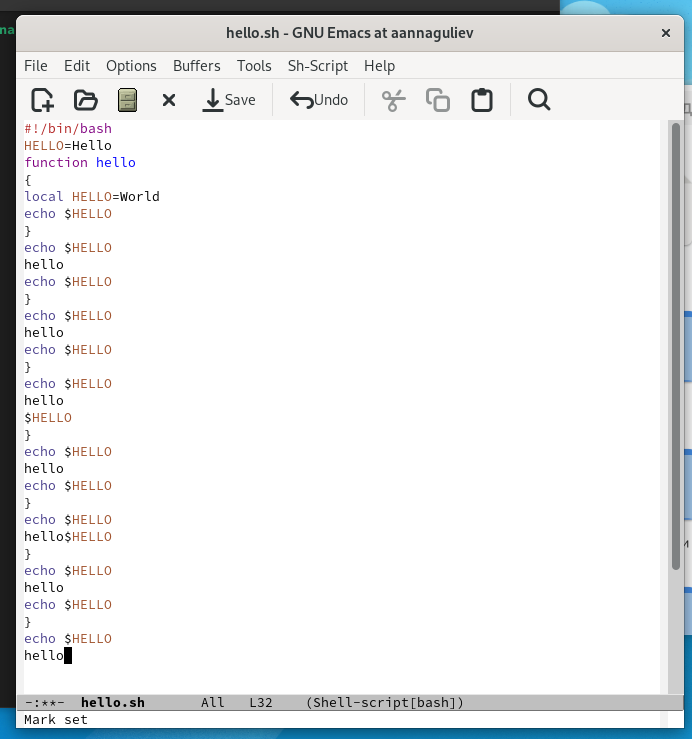 na
hello.sh - GNU Emacs at aannaguliev
File Edit Options Buffers Tools Sh-Script Help
Save Undo
#!/bin/bash
HELLO=Hello
function hello
{
local HELLO=World
echo $HELLO
}
echo $HELLO
hello
echo $HELLO
}
echo $HELLO
hello
echo $HELLO
}
echo $HELLO
hello
$HELLO
}
echo $HELLO
hello
echo $HELLO
}
echo $HELLO
hello$HELLO
}
echo $HELLO
hello
echo $HELLO
}
echo $HELLO
hello
-:**- hello.sh All L32 (Shell-script[bash])
Mark set